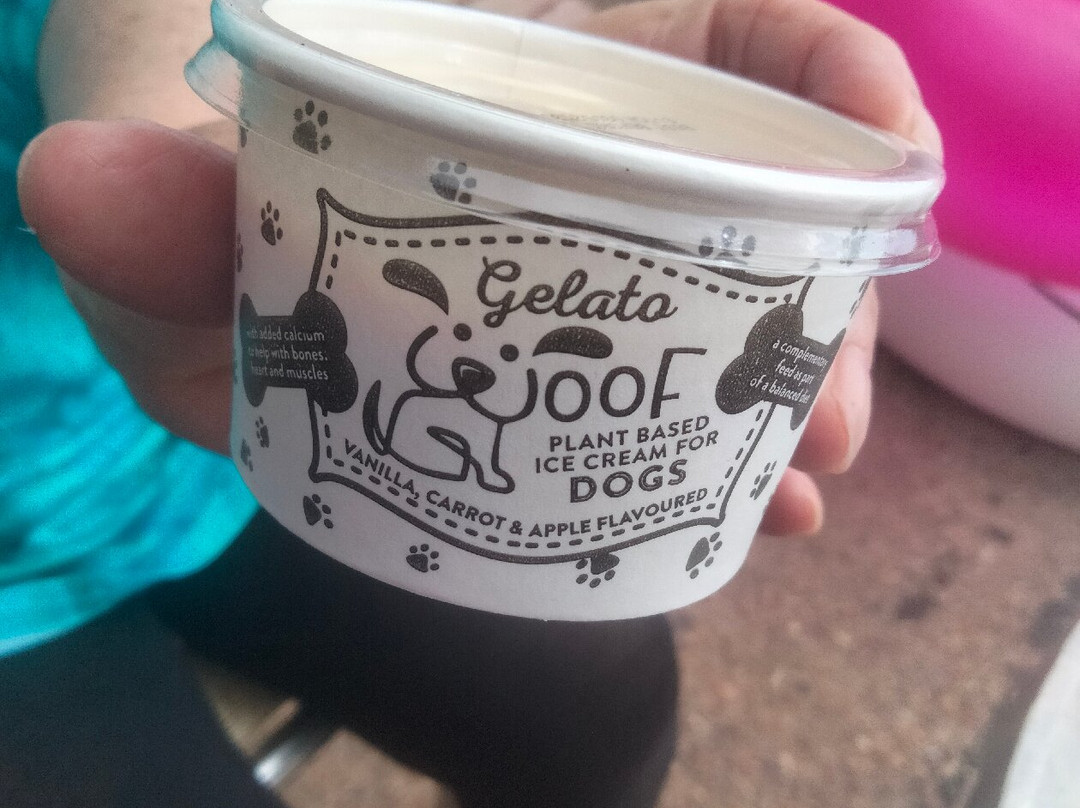 Gelato
Woof
PLANT BASED
ICE CREAM FOR
DOGS
VANILLA, CARROT & APPLE FLAVOURED
with added calcium
to help with bones,
heart and muscles
a complementary
feed as part
of a balanced diet